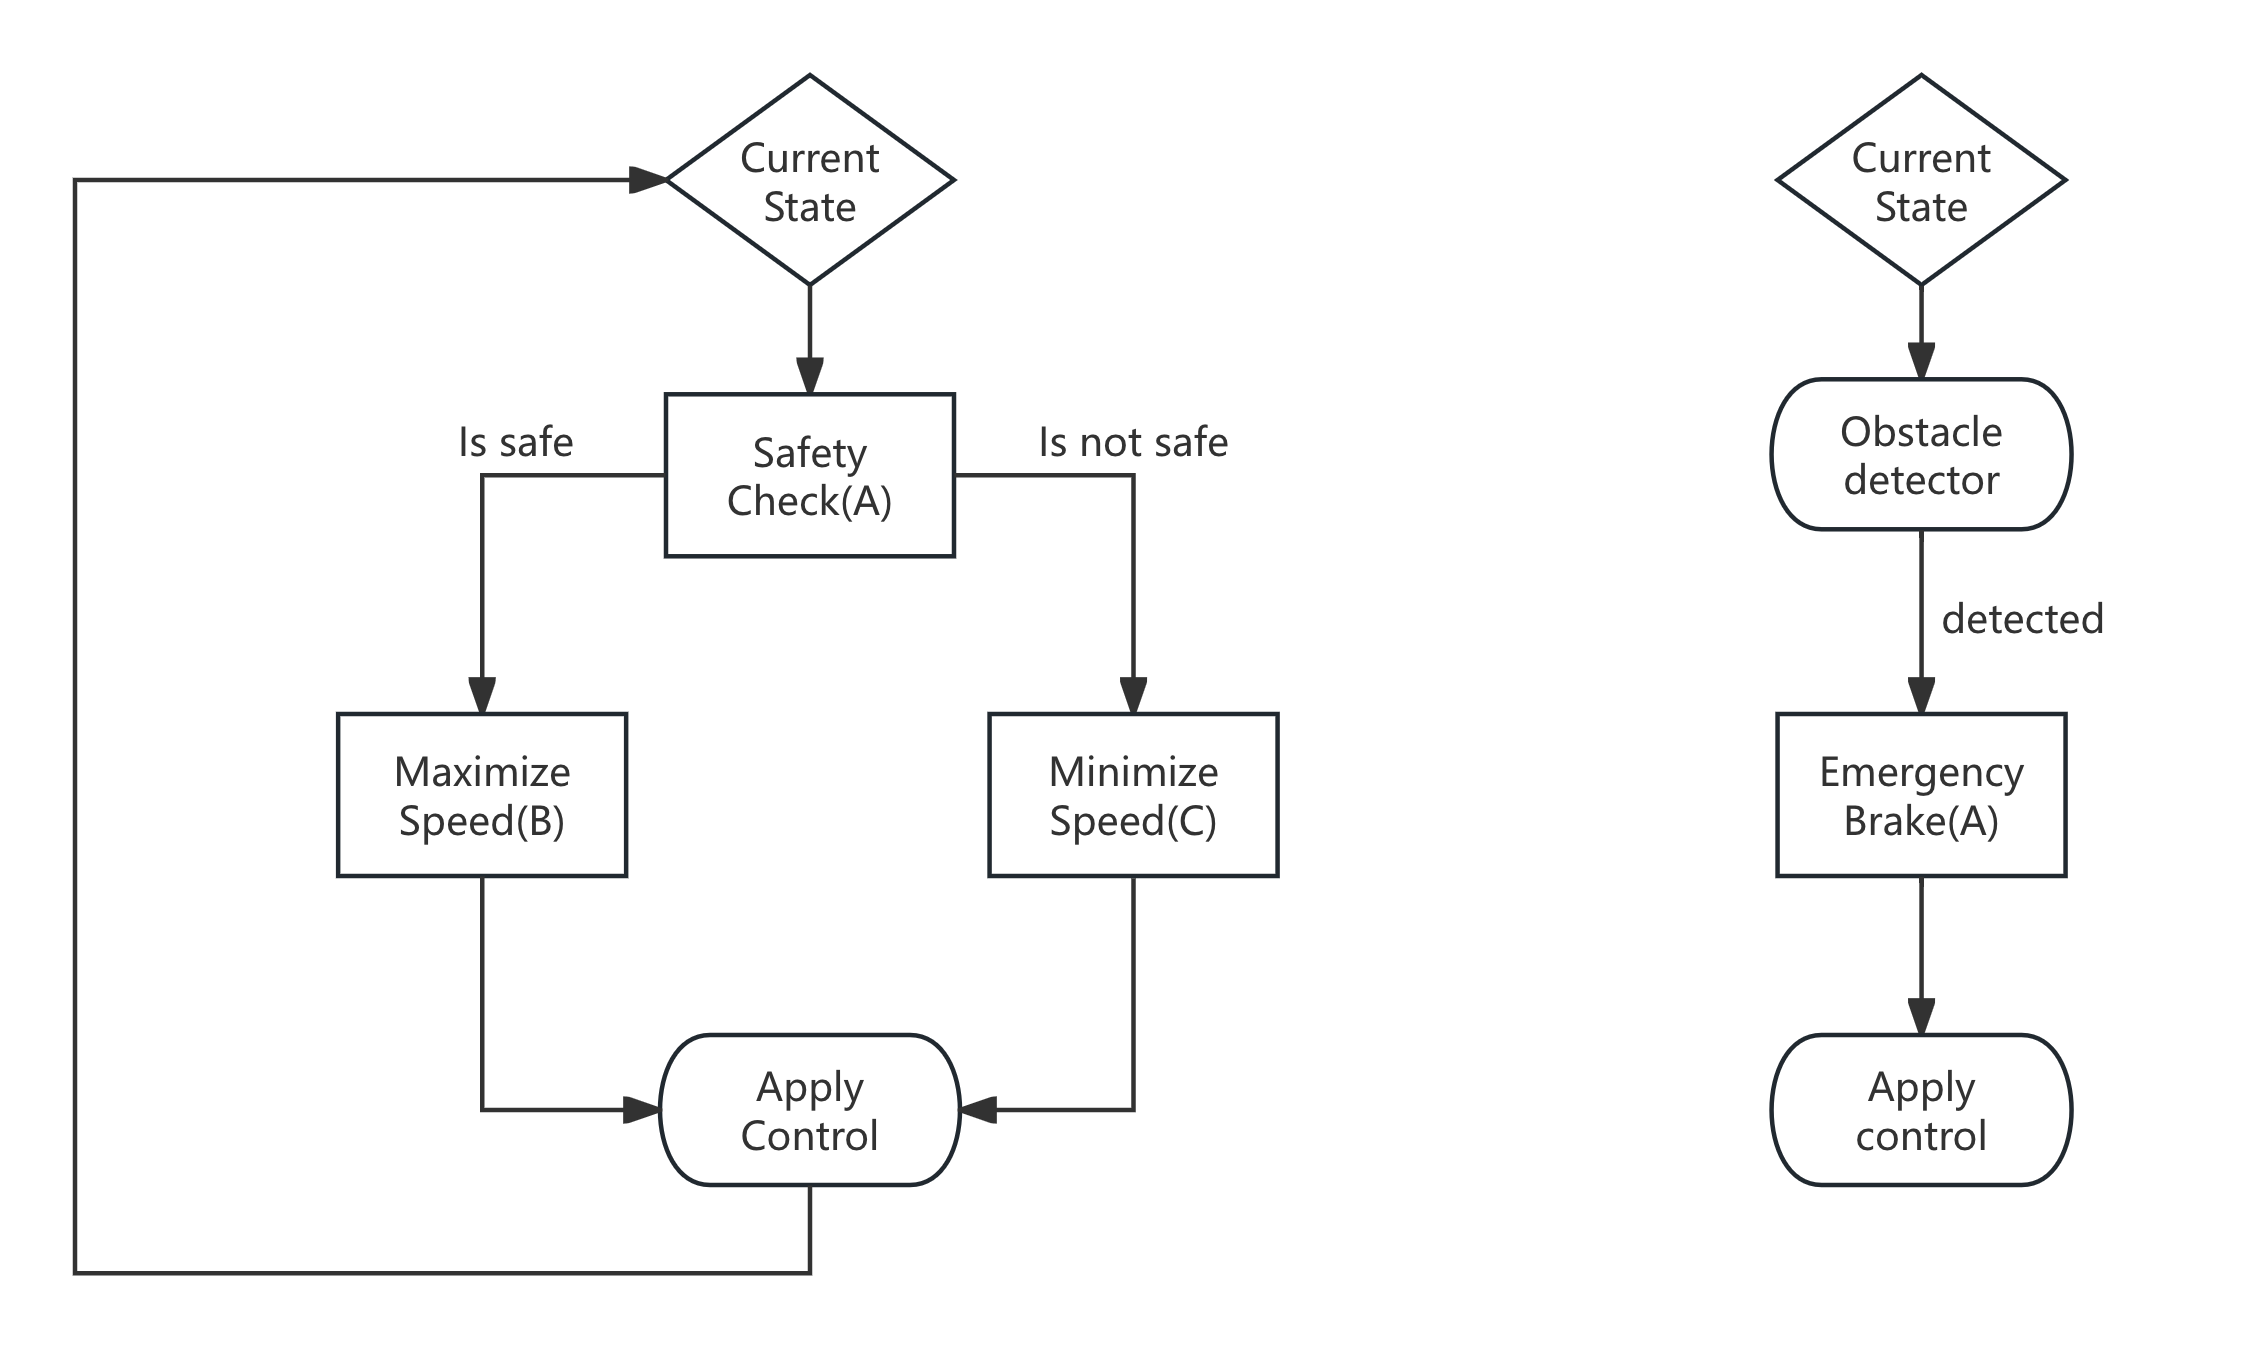 Current
State
Is safe
Safety
Check(A)
Is not safe
Maximize
Speed(B)
Minimize
Speed(C)
Apply
Control
Current
State
Obstacle
detector
detected
Emergency
Brake(A)
Apply
control